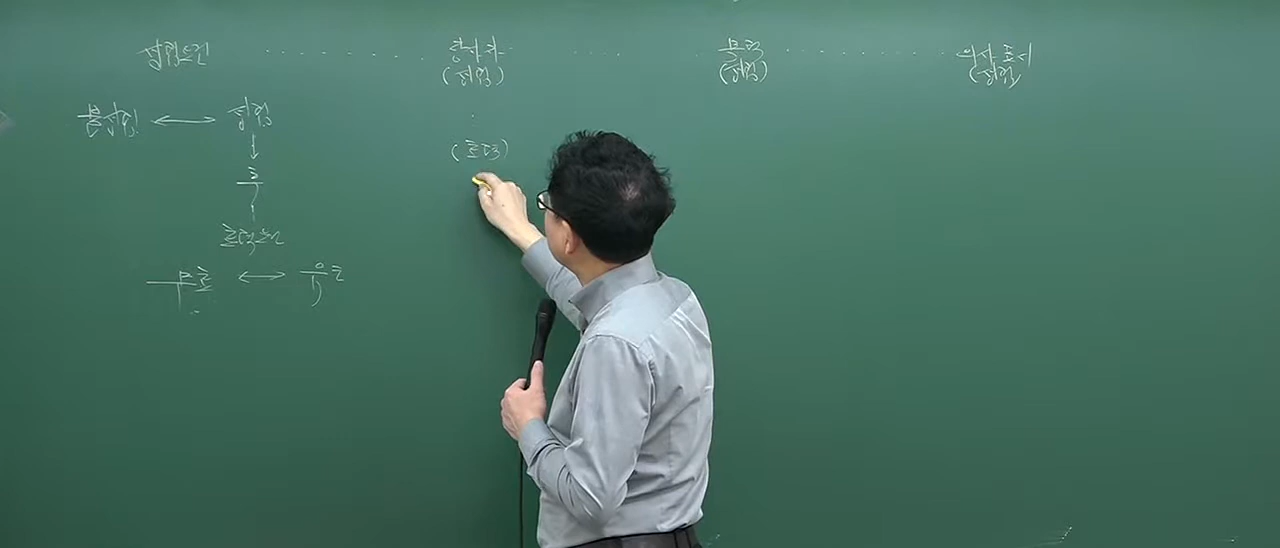 성립요건 ........ 당사자 .... 목적 ........ 의사표시
(성립) (성립) (성립)
불성립 ↔ 성립
(효력)
↓
효
효력요건
무효 ↔ 유효